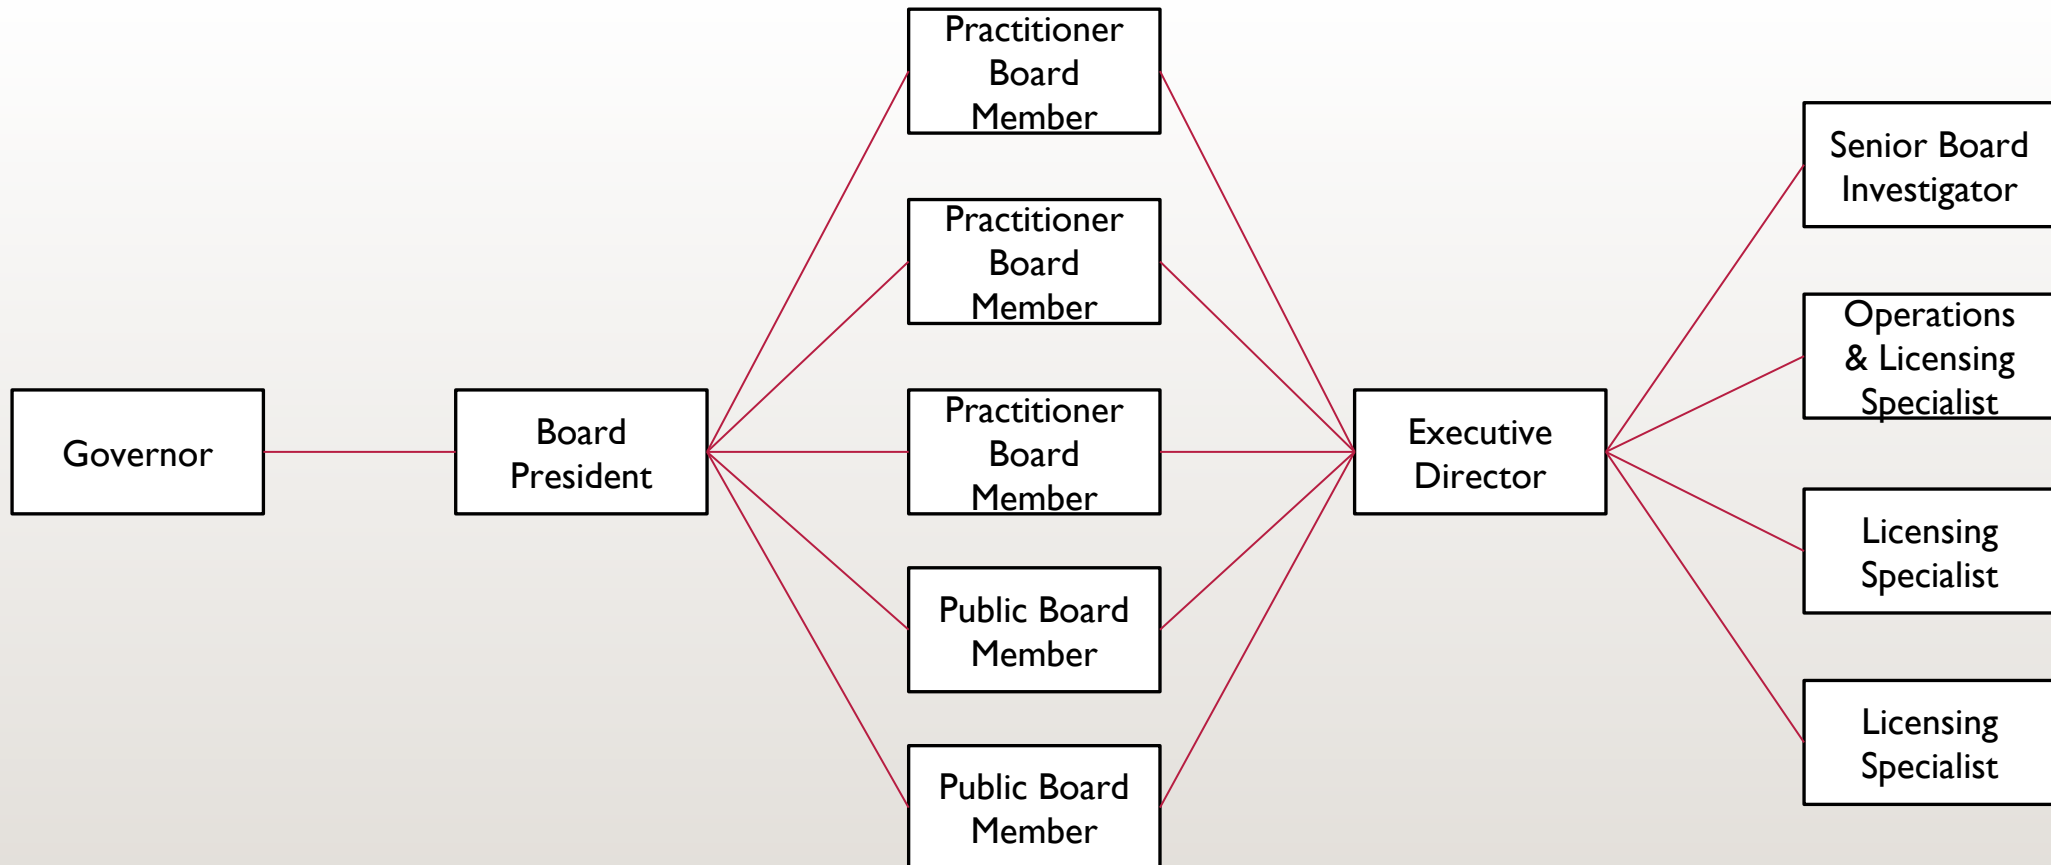 Governor
Board
President
Practitioner
Board
Member
Practitioner
Board
Member
Practitioner
Board
Member
Public Board
Member
Public Board
Member
Executive
Director
Senior Board
Investigator
Operations
& Licensing
Specialist
Licensing
Specialist
Licensing
Specialist